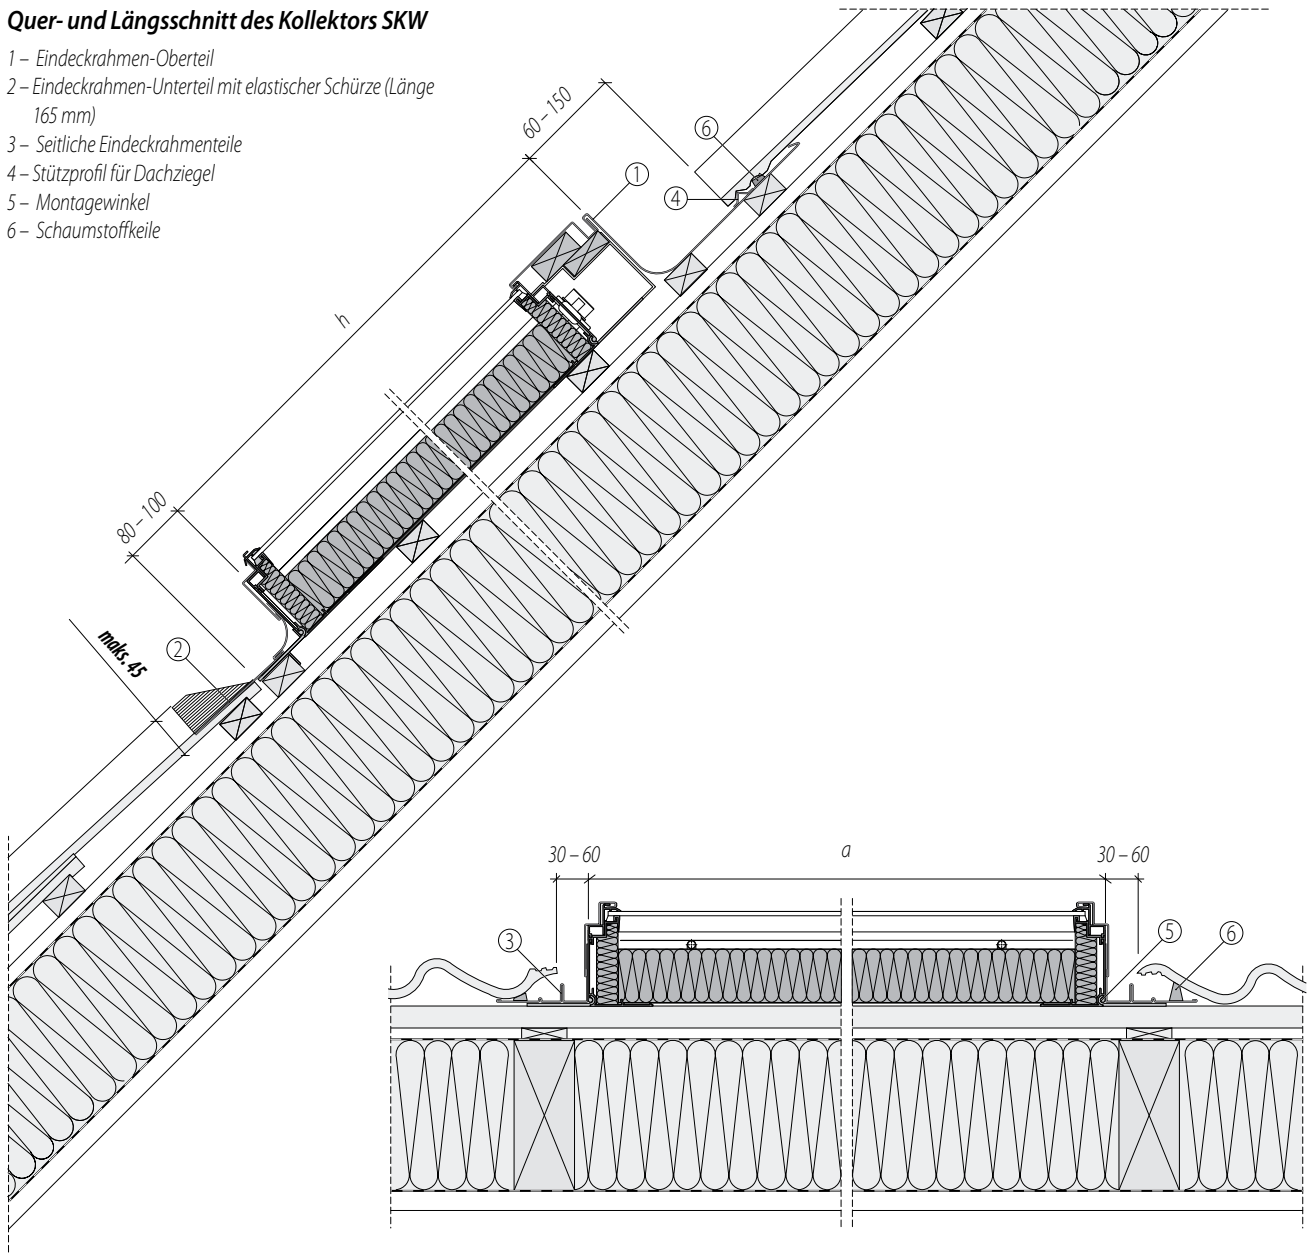 Quer- und Längsschnitt des Kollektors SKW
1 – Eindeckrahmen-Oberteil
2 – Eindeckrahmen-Unterteil mit elastischer Schürze (Länge
165 mm)
3 – Seitliche Eindeckrahmenteile
4 – Stützprofil für Dachziegel
5 – Montagewinkel
6 – Schaumstoffkeile
60 – 150
6
1
4
h
80 – 100
maks. 45
2
30 – 60
a
30 – 60
3
5
6